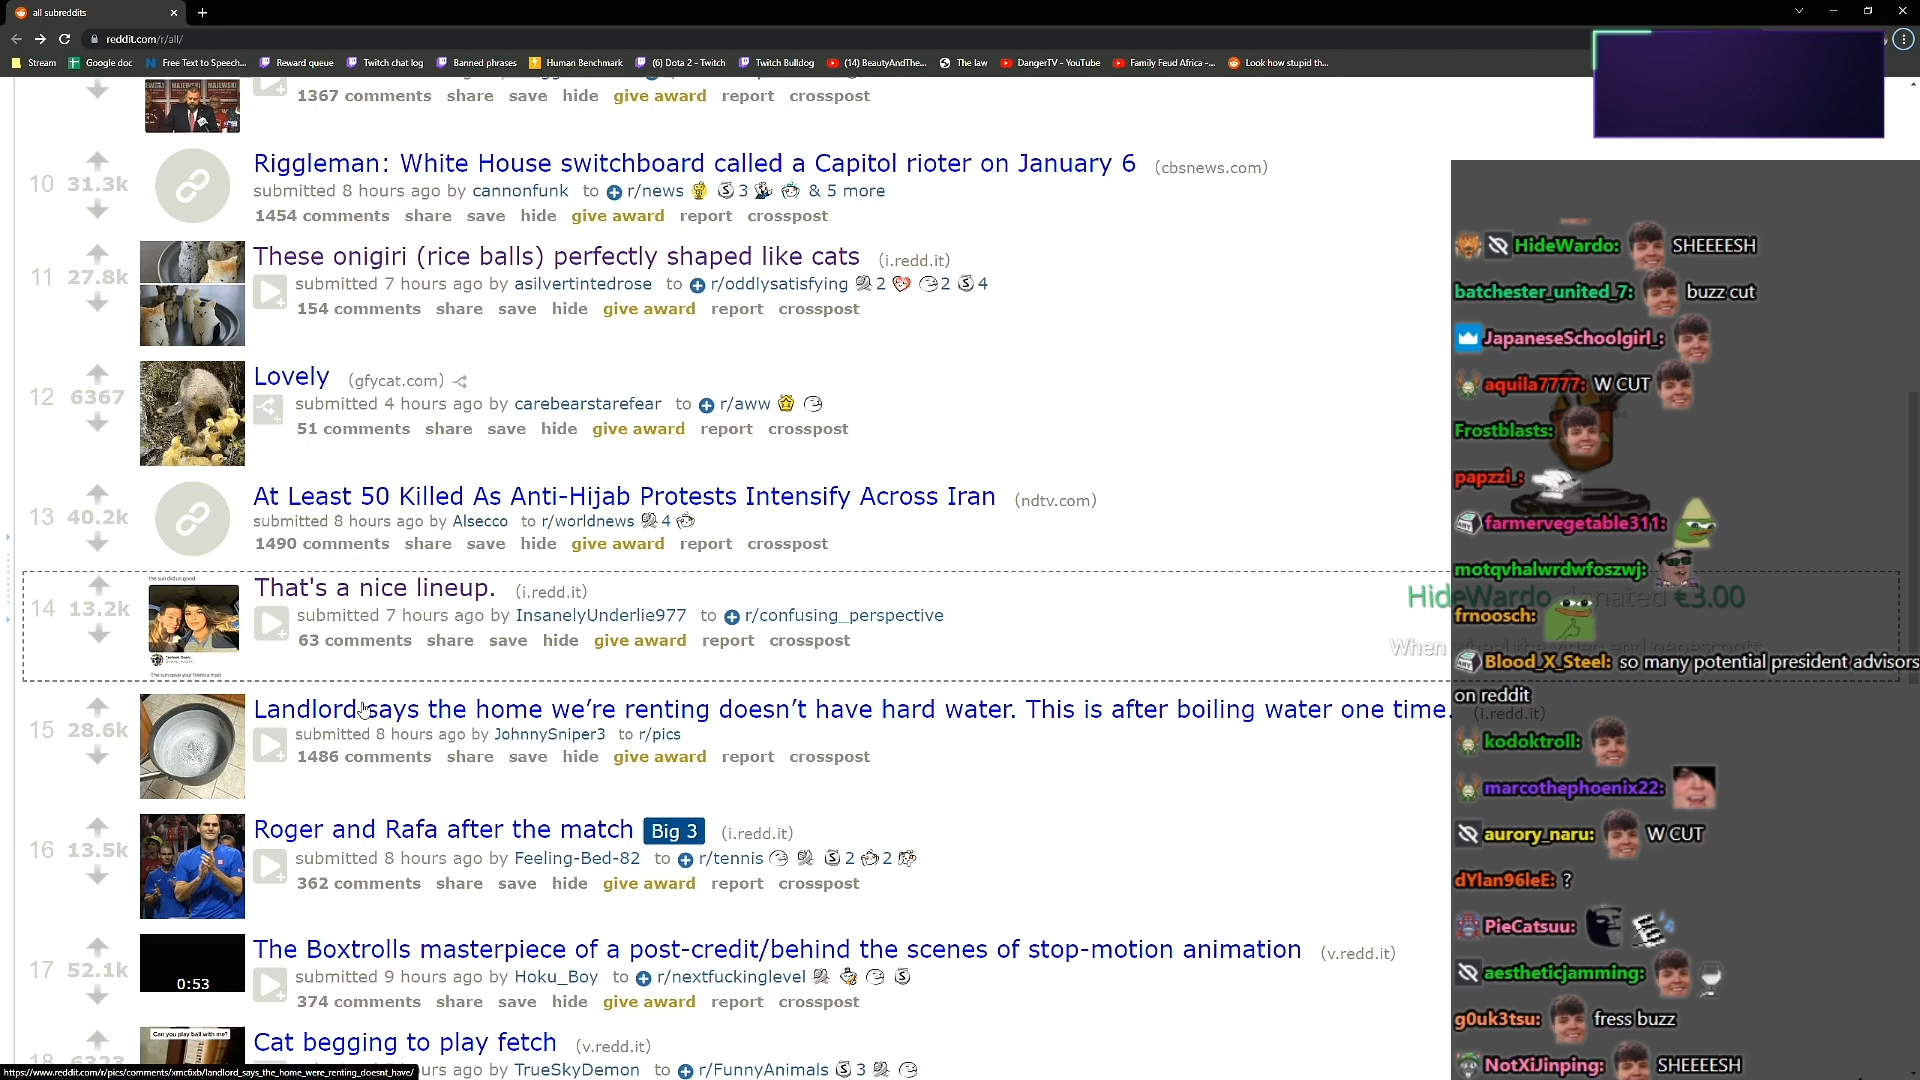 all subreddits
reddit.com/r/all/
Stream Google doc Free Text to Speech... Reward queue Twitch chat log Banned phrases Human Benchmark (6) Dota 2 - Twitch Twitch Bulldog (14) BeautyAndThe... The law DangerTV - YouTube Family Feud Africa -... Look how stupid th...
1367 comments share save hide give award report crosspost
Riggleman: White House switchboard called a Capitol rioter on January 6 (cbsnews.com)
10 31.3k submitted 8 hours ago by cannonfunk to r/news 3 & 5 more
1454 comments share save hide give award report crosspost
These onigiri (rice balls) perfectly shaped like cats (i.redd.it)
11 27.8k submitted 7 hours ago by asilvertintedrose to r/oddlysatisfying 2 2 4
154 comments share save hide give award report crosspost
Lovely (gfycat.com)
12 6367 submitted 4 hours ago by carebearstarefear to r/aww
51 comments share save hide give award report crosspost
At Least 50 Killed As Anti-Hijab Protests Intensify Across Iran (ndtv.com)
13 40.2k submitted 8 hours ago by Alsecco to r/worldnews 4
1490 comments share save hide give award report crosspost
the sun did us good
That's a nice lineup. (i.redd.it)
14 13.2k submitted 7 hours ago by InsanelyUnderlie977 to r/confusing_perspective
63 comments share save hide give award report crosspost
Landlord says the home we’re renting doesn’t have hard water. This is after boiling water one time. (i.redd.it)
15 28.6k submitted 8 hours ago by JohnnySniper3 to r/pics
1486 comments share save hide give award report crosspost
Roger and Rafa after the match Big 3 (i.redd.it)
16 13.5k submitted 8 hours ago by Feeling-Bed-82 to r/tennis 2 2
362 comments share save hide give award report crosspost
The Boxtrolls masterpiece of a post-credit/behind the scenes of stop-motion animation (v.redd.it)
17 52.1k 0:53 submitted 9 hours ago by Hoku_Boy to r/nextfuckinglevel
374 comments share save hide give award report crosspost
Can you play ball with me?
Cat begging to play fetch (v.redd.it)
18 6323 urs ago by TrueSkyDemon to r/FunnyAnimals 3
https://www.reddit.com/r/pics/comments/xmc6xb/landlord_says_the_home_were_renting_doesnt_have/
HideWardo: SHEEEESH
batchester_united_7: buzz cut
JapaneseSchoolgirl_:
aquila7777: W CUT
Frostblasts:
papzzi_:
farmervegetable311:
motqvhalwrdwfoszwj:
HideWardo donated €3.00
frnoosch:
When
Blood_X_Steel: so many potential president advisors
on reddit
kodoktroll:
marcothephoenix22:
aurory_naru: W CUT
dYlan96leE: ?
PieCatsuu:
aestheticjamming:
g0uk3tsu: fress buzz
NotXiJinping: SHEEEESH